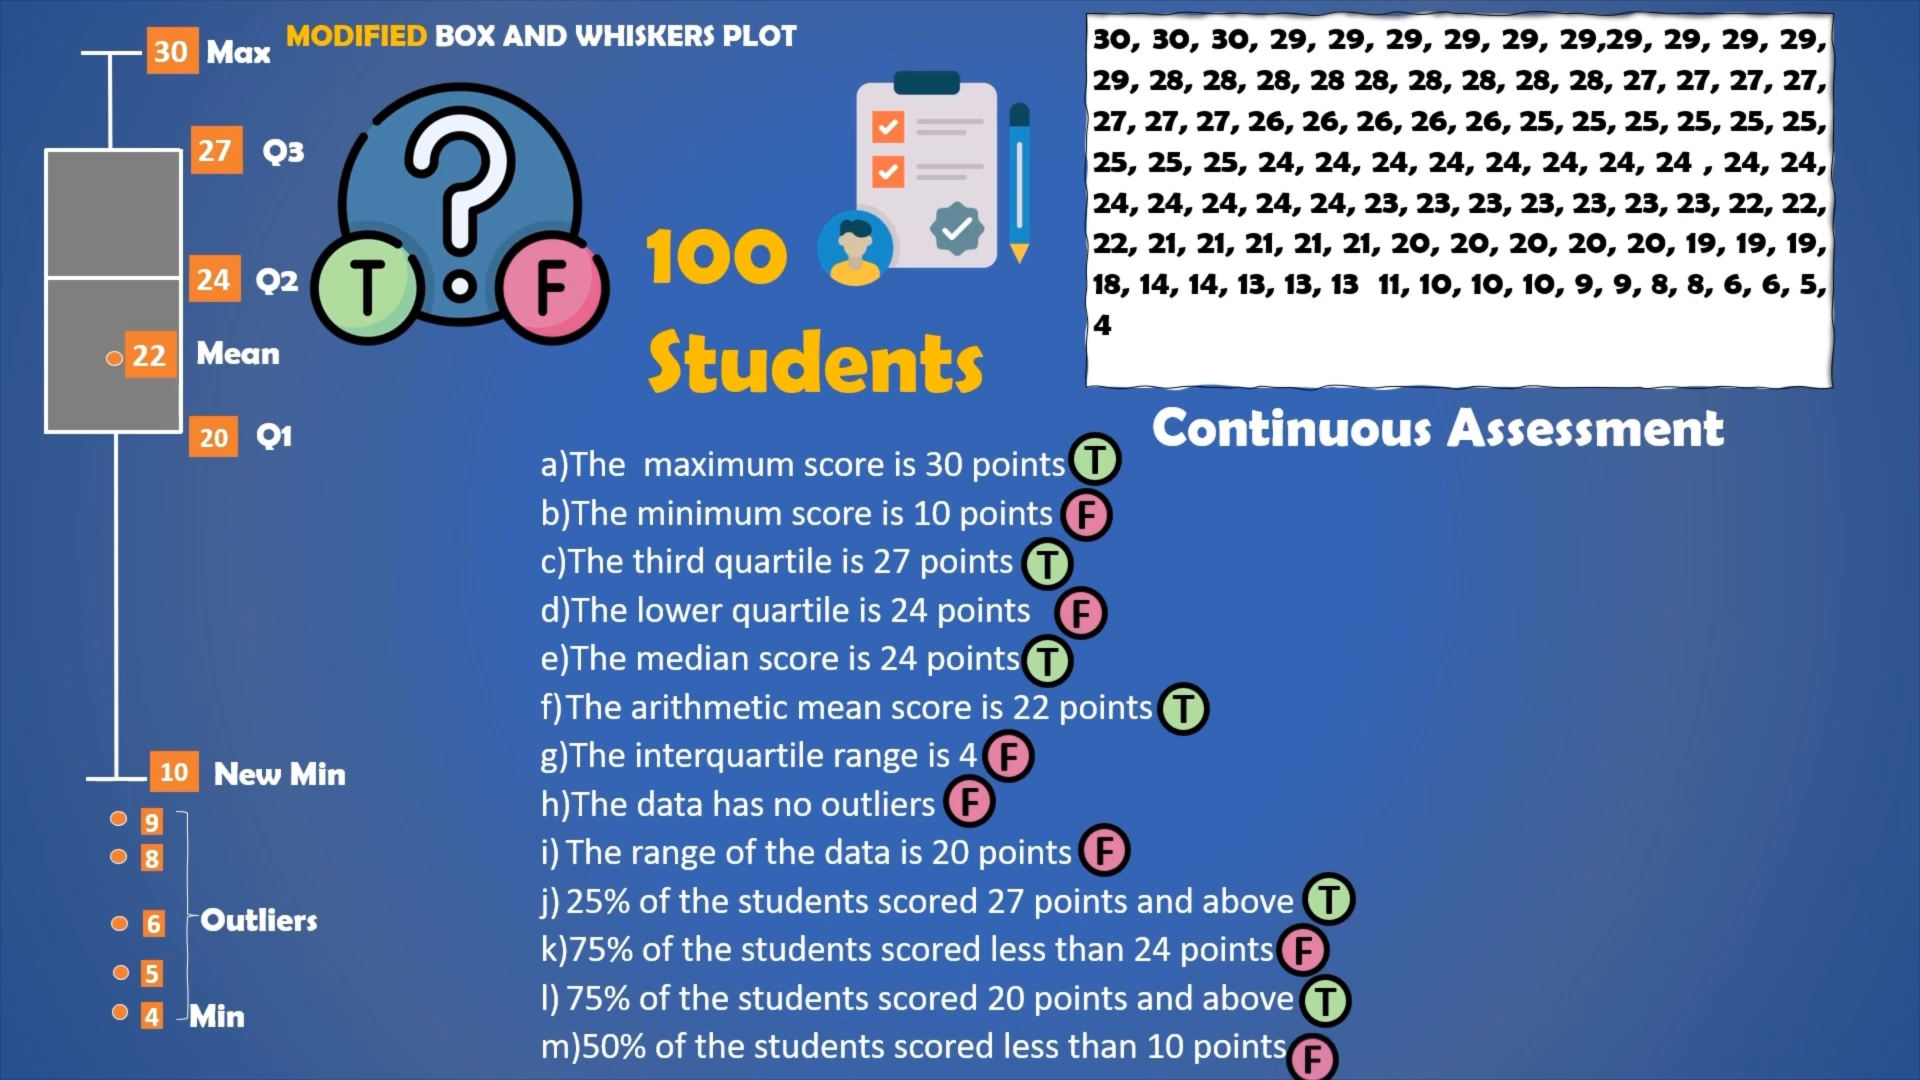 MODIFIED BOX AND WHISKERS PLOT
30 Max
27 Q3
24 Q2
22 Mean
20 Q1
10 New Min
9
8
6
Outliers
5
4 Min
?
T
F
100
Students
30, 30, 30, 29, 29, 29, 29, 29, 29,29, 29, 29, 29,
29, 28, 28, 28, 28 28, 28, 28, 28, 28, 27, 27, 27, 27,
27, 27, 27, 26, 26, 26, 26, 26, 25, 25, 25, 25, 25, 25,
25, 25, 25, 24, 24, 24, 24, 24, 24, 24, 24 , 24, 24,
24, 24, 24, 24, 24, 23, 23, 23, 23, 23, 23, 23, 22, 22,
22, 21, 21, 21, 21, 21, 20, 20, 20, 20, 20, 19, 19, 19,
18, 14, 14, 13, 13, 13 11, 10, 10, 10, 9, 9, 8, 8, 6, 6, 5,
4
Continuous Assessment
a)The maximum score is 30 points T
b)The minimum score is 10 points F
c)The third quartile is 27 points T
d)The lower quartile is 24 points F
e)The median score is 24 points T
f)The arithmetic mean score is 22 points T
g)The interquartile range is 4 F
h)The data has no outliers F
i) The range of the data is 20 points F
j) 25% of the students scored 27 points and above T
k)75% of the students scored less than 24 points F
l) 75% of the students scored 20 points and above T
m)50% of the students scored less than 10 points F